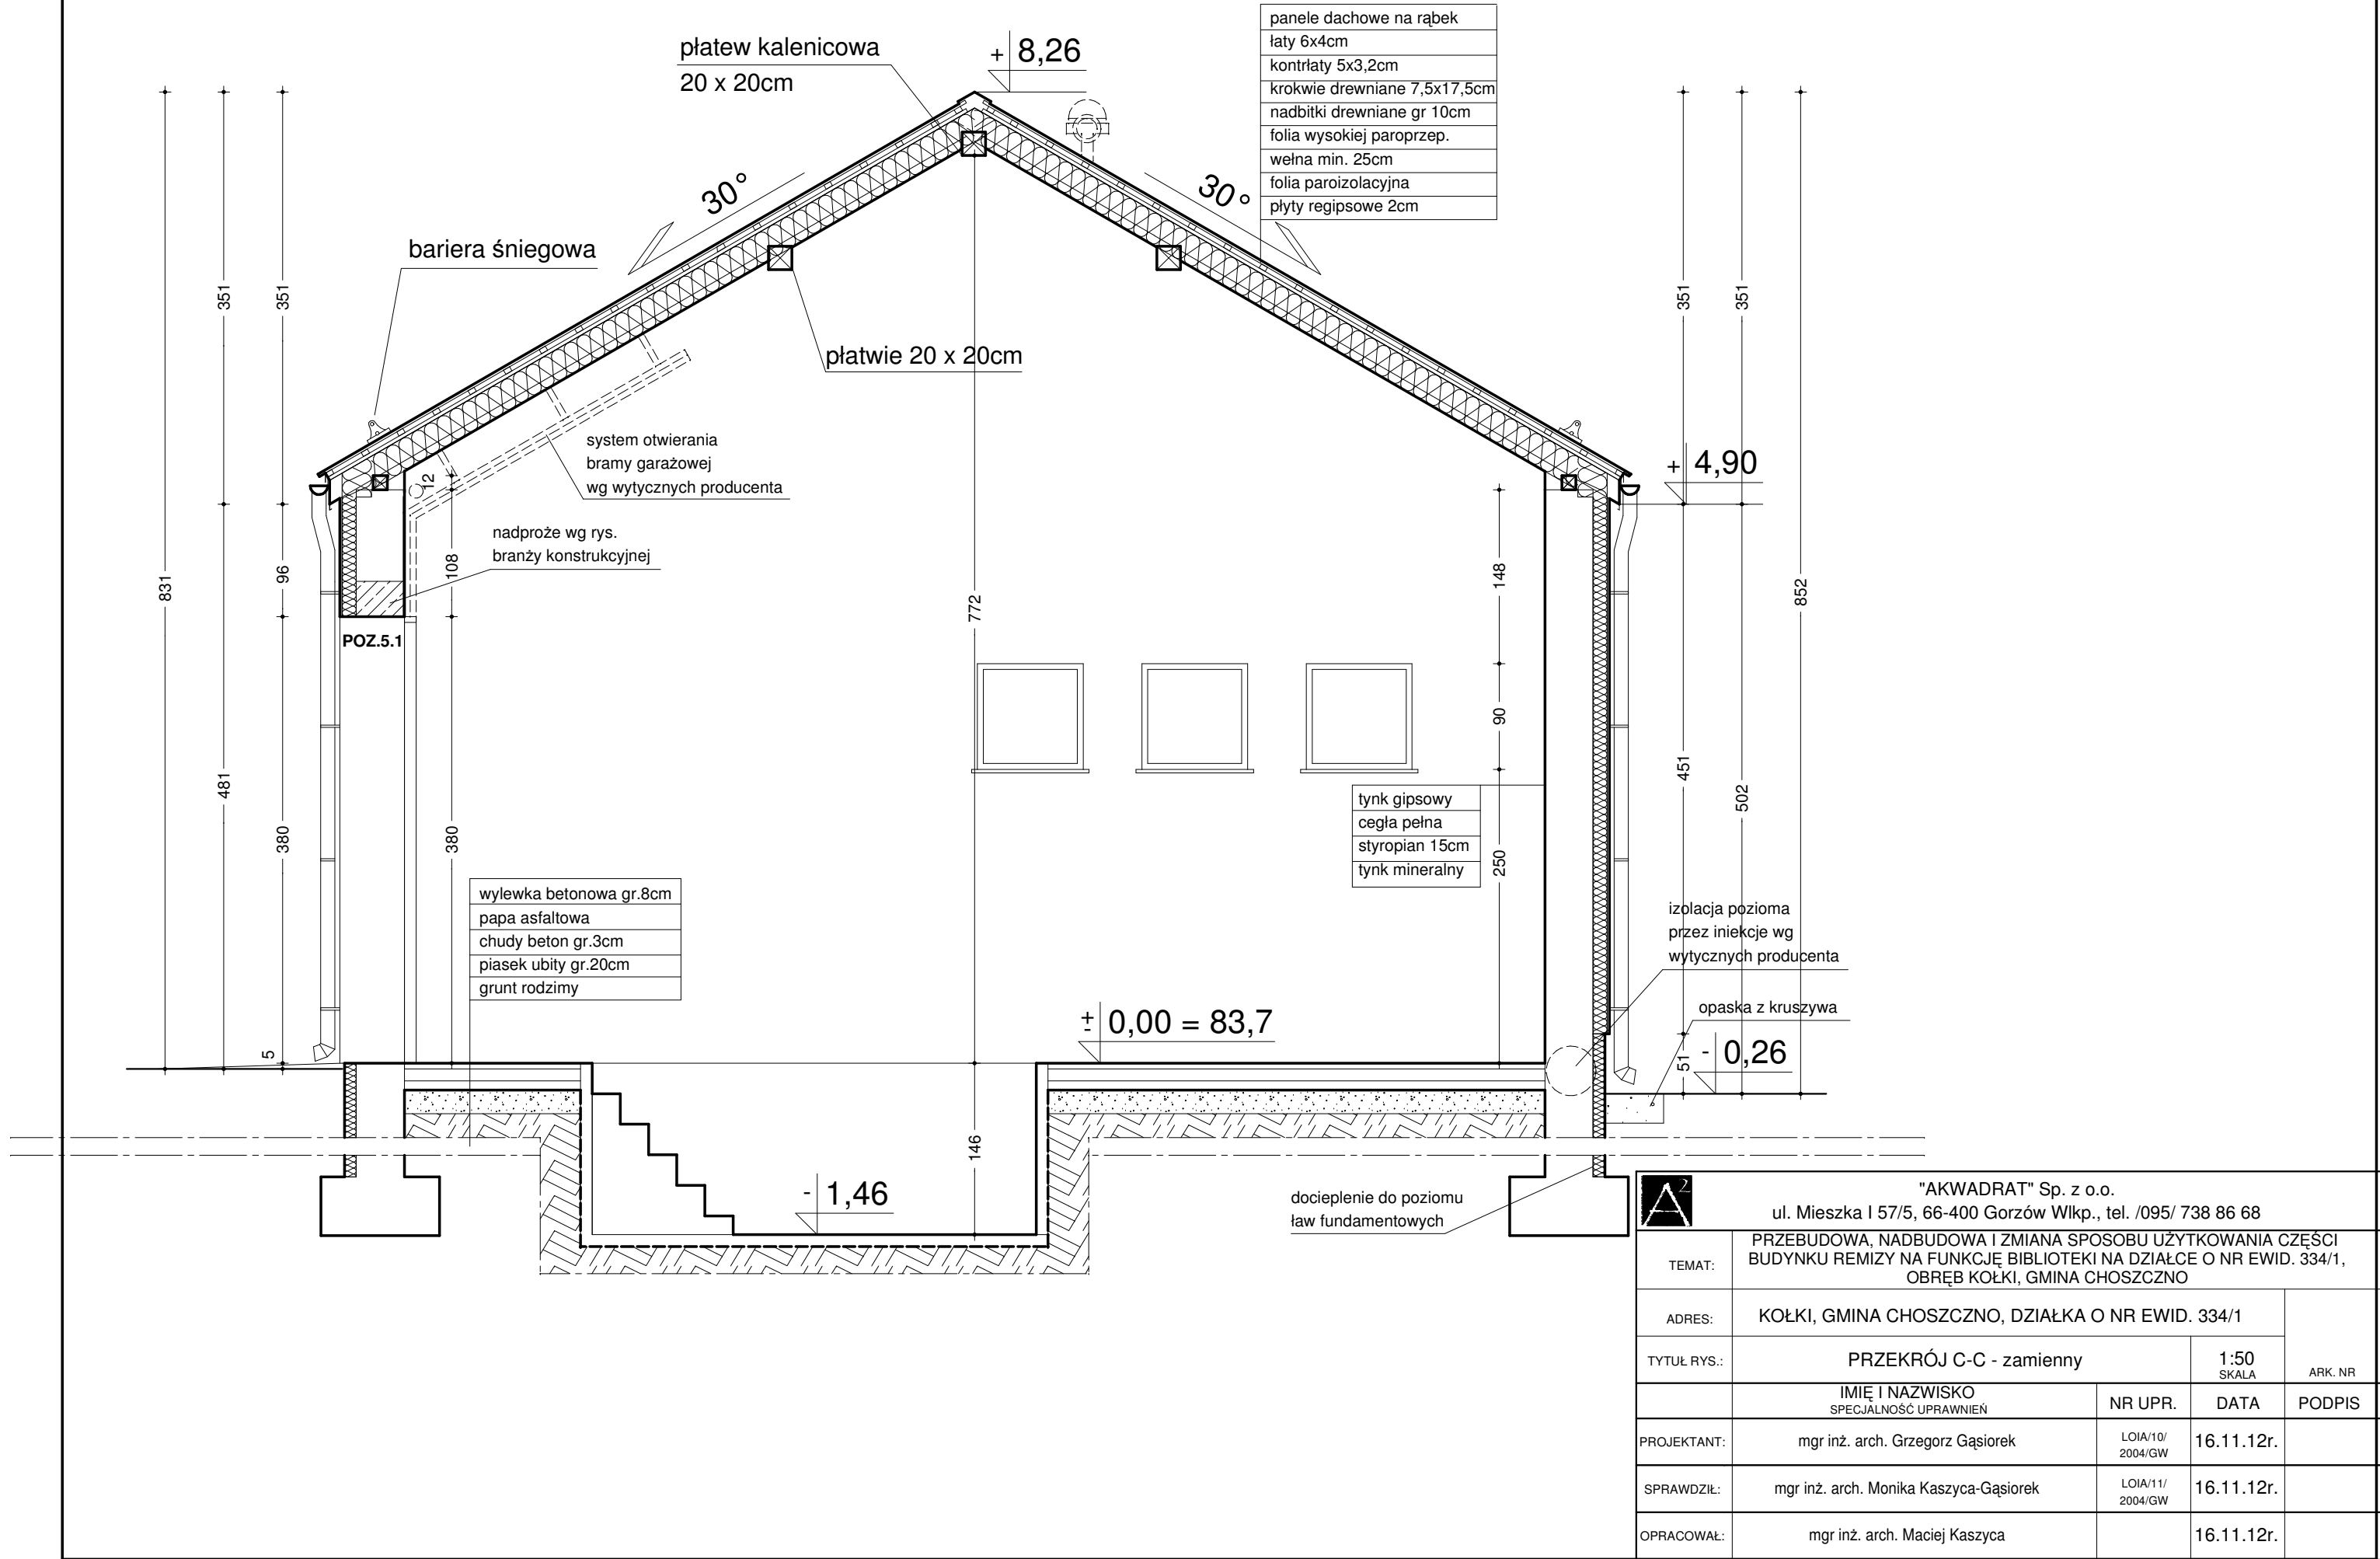 płatew kalenicowa
20 x 20cm
+ 8,26
panele dachowe na rąbek
łaty 6x4cm
kontrłaty 5x3,2cm
krokwie drewniane 7,5x17,5cm
nadbitki drewniane gr 10cm
folia wysokiej paroprzep.
wełna min. 25cm
folia paroizolacyjna
płyty regipsowe 2cm
30°
30°
bariera śniegowa
351
351
351
351
płatwie 20 x 20cm
system otwierania
bramy garażowej
wg wytycznych producenta
+ 4,90
12
nadproże wg rys.
branży konstrukcyjnej
831
96
108
772
148
852
POZ.5.1
90
481
451
502
380
380
250
tynk gipsowy
cegła pełna
styropian 15cm
tynk mineralny
wylewka betonowa gr.8cm
papa asfaltowa
chudy beton gr.3cm
piasek ubity gr.20cm
grunt rodzimy
izolacja pozioma
przez iniekcje wg
wytycznych producenta
opaska z kruszywa
± 0,00 = 83,7
5
51
- 0,26
146
- 1,46
docieplenie do poziomu
ław fundamentowych
A2
"AKWADRAT" Sp. z o.o.
ul. Mieszka I 57/5, 66-400 Gorzów Wlkp., tel. /095/ 738 86 68
TEMAT:
PRZEBUDOWA, NADBUDOWA I ZMIANA SPOSOBU UŻYTKOWANIA CZĘŚCI
BUDYNKU REMIZY NA FUNKCJĘ BIBLIOTEKI NA DZIAŁCE O NR EWID. 334/1,
OBRĘB KOŁKI, GMINA CHOSZCZNO
ADRES:
KOŁKI, GMINA CHOSZCZNO, DZIAŁKA O NR EWID. 334/1
TYTUŁ RYS.:
PRZEKRÓJ C-C - zamienny
1:50
SKALA
ARK. NR
IMIĘ I NAZWISKO
SPECJALNOŚĆ UPRAWNIEŃ
NR UPR.
DATA
PODPIS
PROJEKTANT:
mgr inż. arch. Grzegorz Gąsiorek
LOIA/10/
2004/GW
16.11.12r.
SPRAWDZIŁ:
mgr inż. arch. Monika Kaszyca-Gąsiorek
LOIA/11/
2004/GW
16.11.12r.
OPRACOWAŁ:
mgr inż. arch. Maciej Kaszyca
16.11.12r.